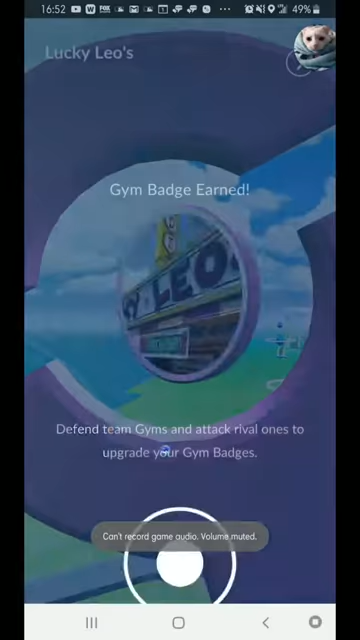 16:52
49%
Lucky Leo's
Gym Badge Earned!
Y LEO
Defend team Gyms and attack rival ones to
upgrade your Gym Badges.
Can't record game audio. Volume muted.